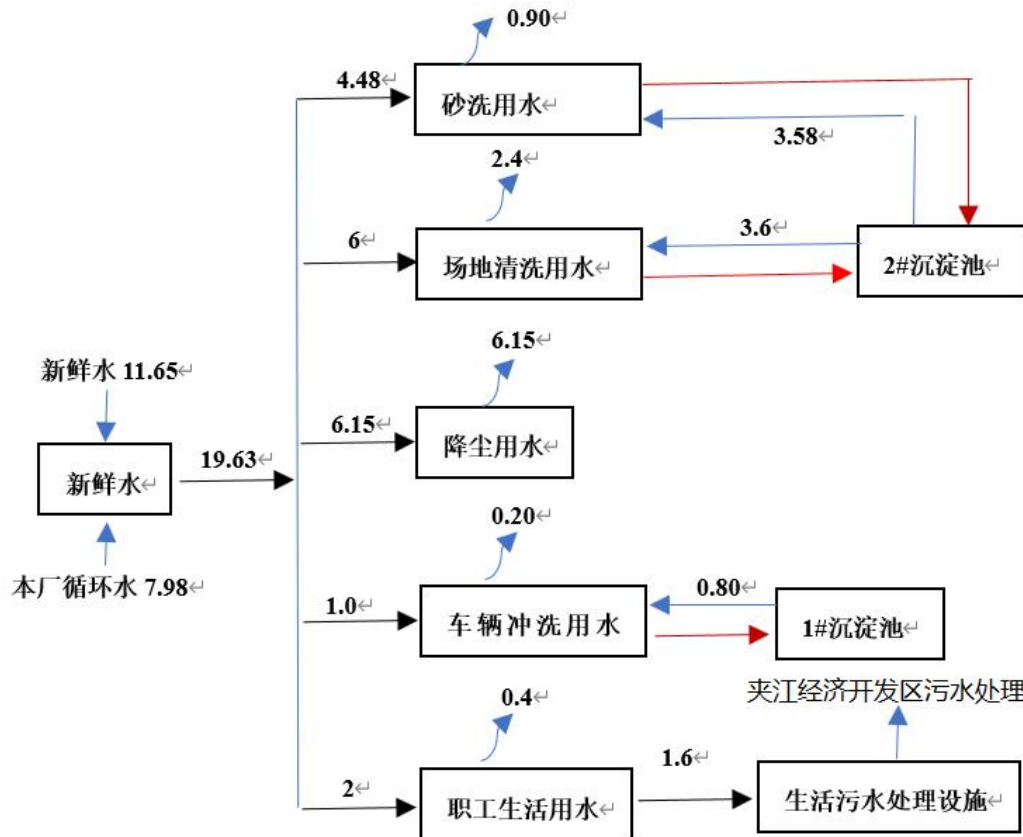 0.90↵
4.48↵
砂洗用水↵
3.58↵
2.4↵
6↵
场地清洗用水↵
3.6↵
2#沉淀池↵
6.15↵
新鲜水 11.65↵
6.15↵
降尘用水↵
新鲜水↵
19.63↵
0.20↵
本厂循环水 7.98↵
1.0↵
车辆冲洗用水
0.80↵
1#沉淀池↵
夹江经济开发区污水处理
0.4↵
1.6↵
2↵
职工生活用水↵
生活污水处理设施↵